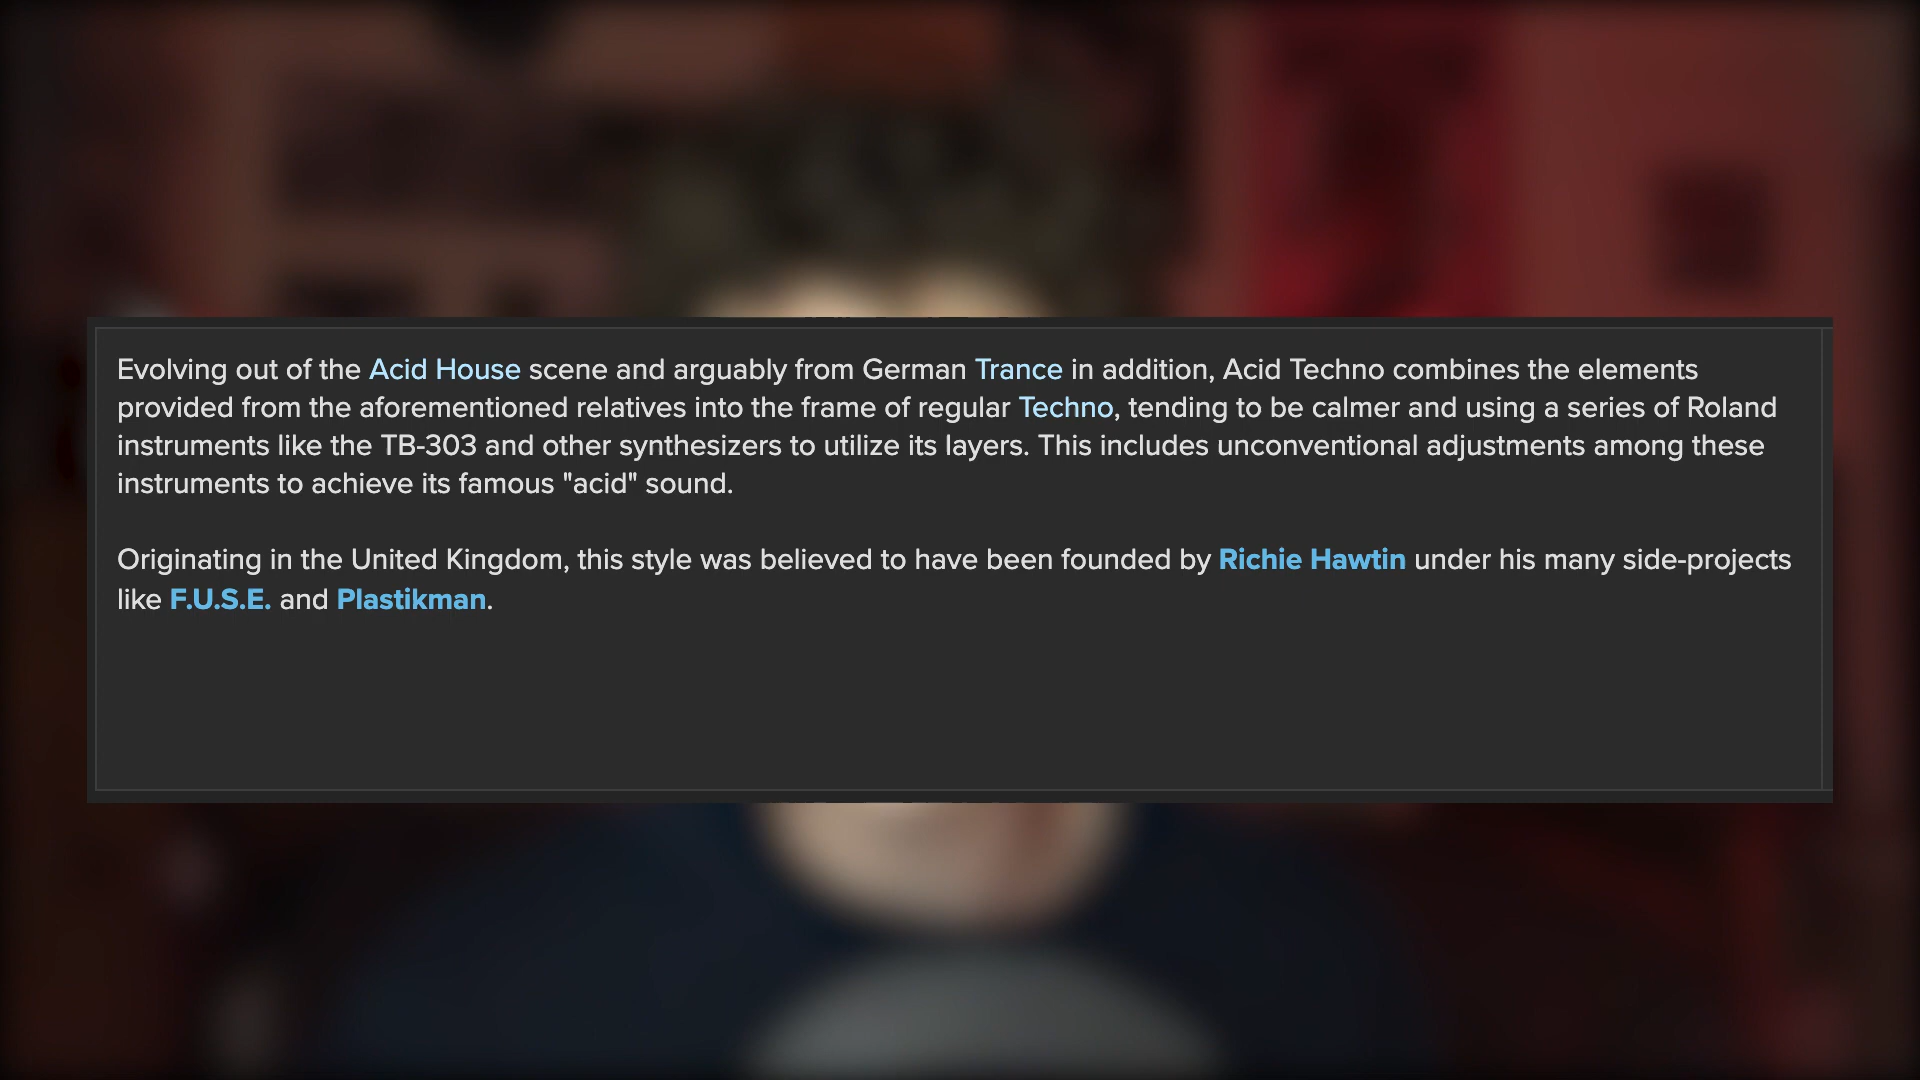 Evolving out of the Acid House scene and arguably from German Trance in addition, Acid Techno combines the elements
provided from the aforementioned relatives into the frame of regular Techno, tending to be calmer and using a series of Roland
instruments like the TB-303 and other synthesizers to utilize its layers. This includes unconventional adjustments among these
instruments to achieve its famous "acid" sound.
Originating in the United Kingdom, this style was believed to have been founded by Richie Hawtin under his many side-projects
like F.U.S.E. and Plastikman.